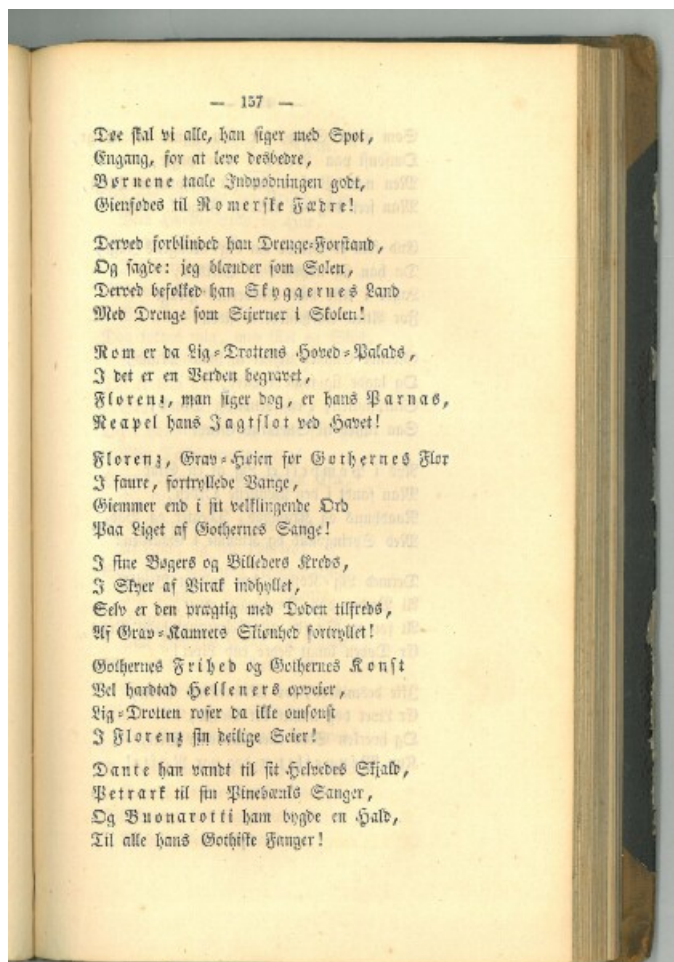 — 157 —
Døe skal vi alle, han siger med Spot,
Engang, for at leve desbedre,
Børnene taale Indpodningen godt,
Gienfødes til Romerske Fædre!
Derved forblinded han Drenge-Forstand,
Og sagde: jeg blænder som Solen,
Derved befolked han Skyggernes Land
Med Drenge som Stjerner i Skolen!
Rom er da Lig-Drottens Hoved-Palads,
I det er en Verden begravet,
Florenz, man siger dog, er hans Parnas,
Neapel hans Jagtslot ved Havet!
Florenz, Grav-Høien for Gothernes Flor
I faure, fortryllede Vange,
Giemmer end i sit velklingende Ord
Paa Liget af Gothernes Sange!
I sine Bøgers og Billeders Kreds,
I Skyer af Virak indhyllet,
Selv er den prægtig med Døden tilfreds,
Af Grav-Kamrets Skiønhed fortryllet!
Gothernes Frihed og Gothernes Konst
Vel hardtad Helleners opveier,
Lig-Drotten roser da ikke omsonst
I Florenz sin deilige Seier!
Dante han vandt til sit Helvedes Skjald,
Petrark til sin Pinebænks Sanger,
Og Buonarotti ham bygde en Hald,
Til alle hans Gothiske Fanger!